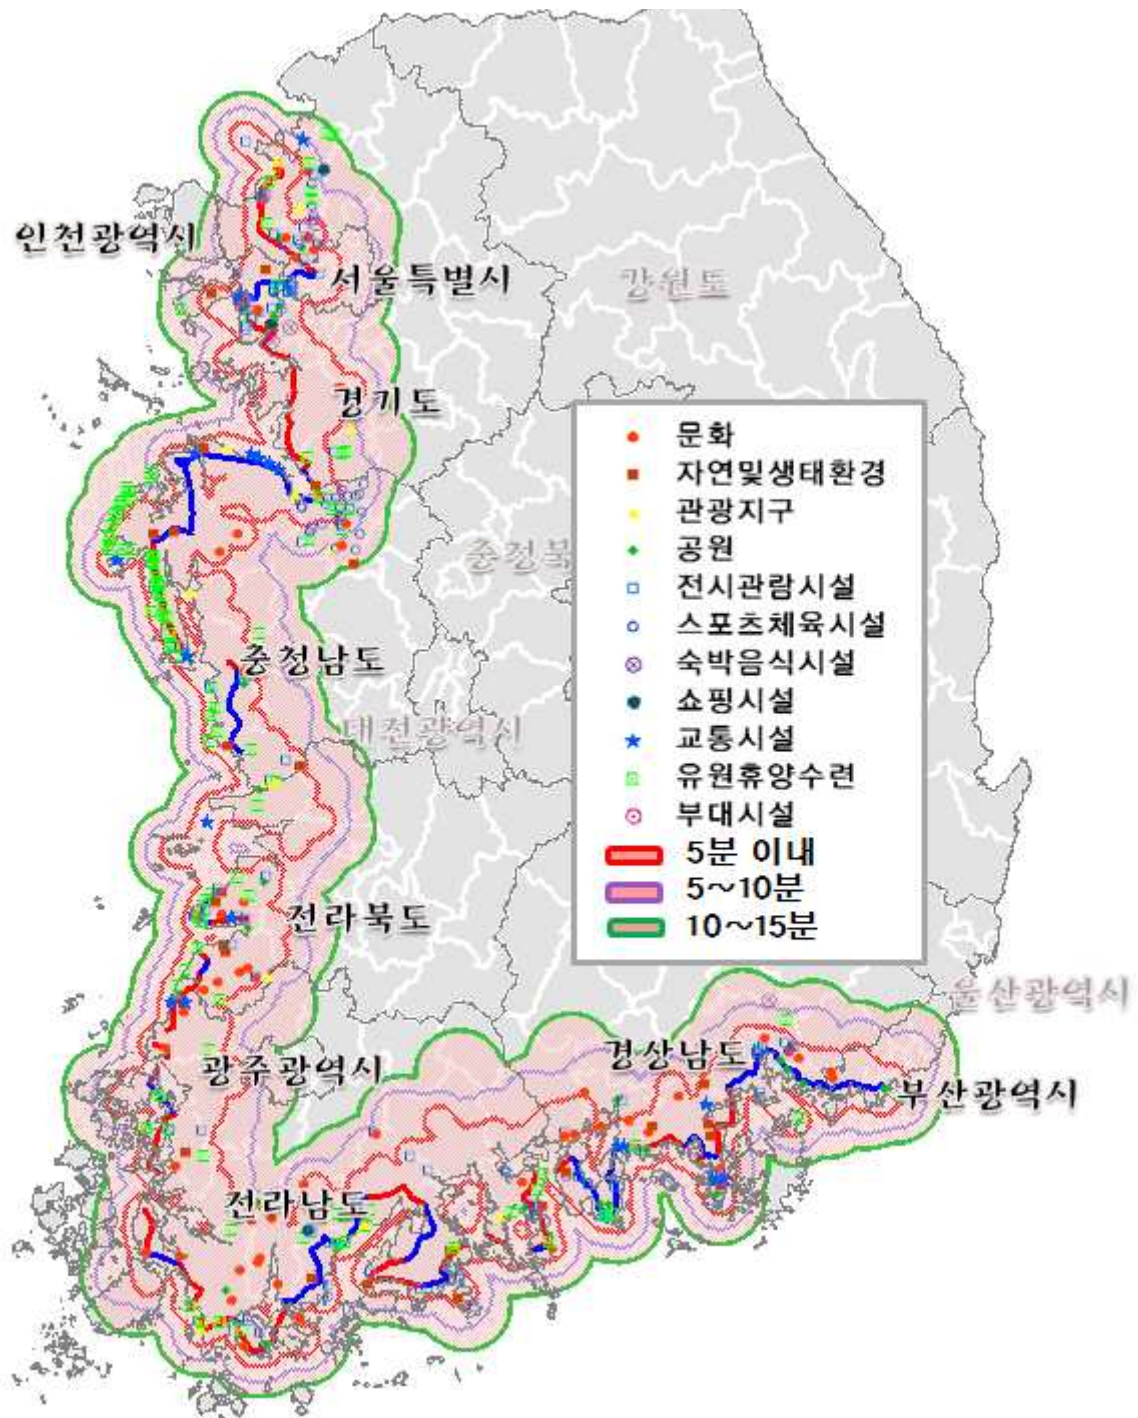 인천광역시
서울특별시
강원도
경기도
문화
자연및생태환경
관광지구
공원
충청북
전시관람시설
스포츠체육시설
숙박음식시설
충청남도
쇼핑시설
대전광역시
교통시설
유원휴양수련
부대시설
5분 이내
5~10분
10~15분
전라북도
울산광역시
광주광역시
경상남도
부산광역시
전라남도